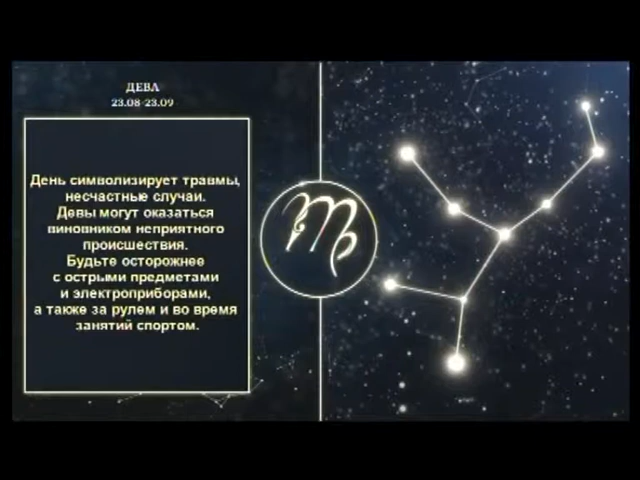 ДЕВА
23.08-23.09
День символизирует травмы,
несчастные случаи.
Девы могут оказаться
виновником неприятного
происшествия.
Будьте осторожнее
с острыми предметами
и электроприборами,
а также за рулем и во время
занятий спортом.